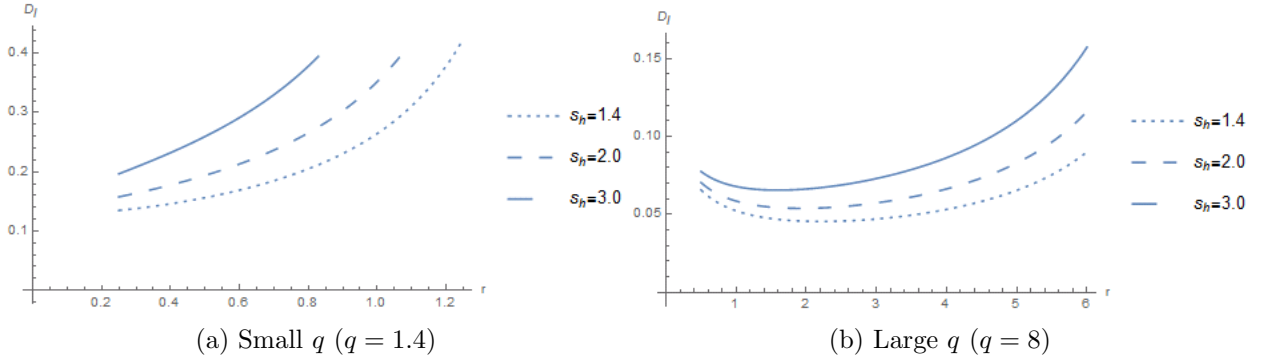 D_l
0.4
0.3
0.2
0.1
0.2 0.4 0.6 0.8 1.0 1.2 r
s_h=1.4
s_h=2.0
s_h=3.0
(a) Small q (q = 1.4)
D_l
0.15
0.10
0.05
1 2 3 4 5 6 r
s_h=1.4
s_h=2.0
s_h=3.0
(b) Large q (q = 8)